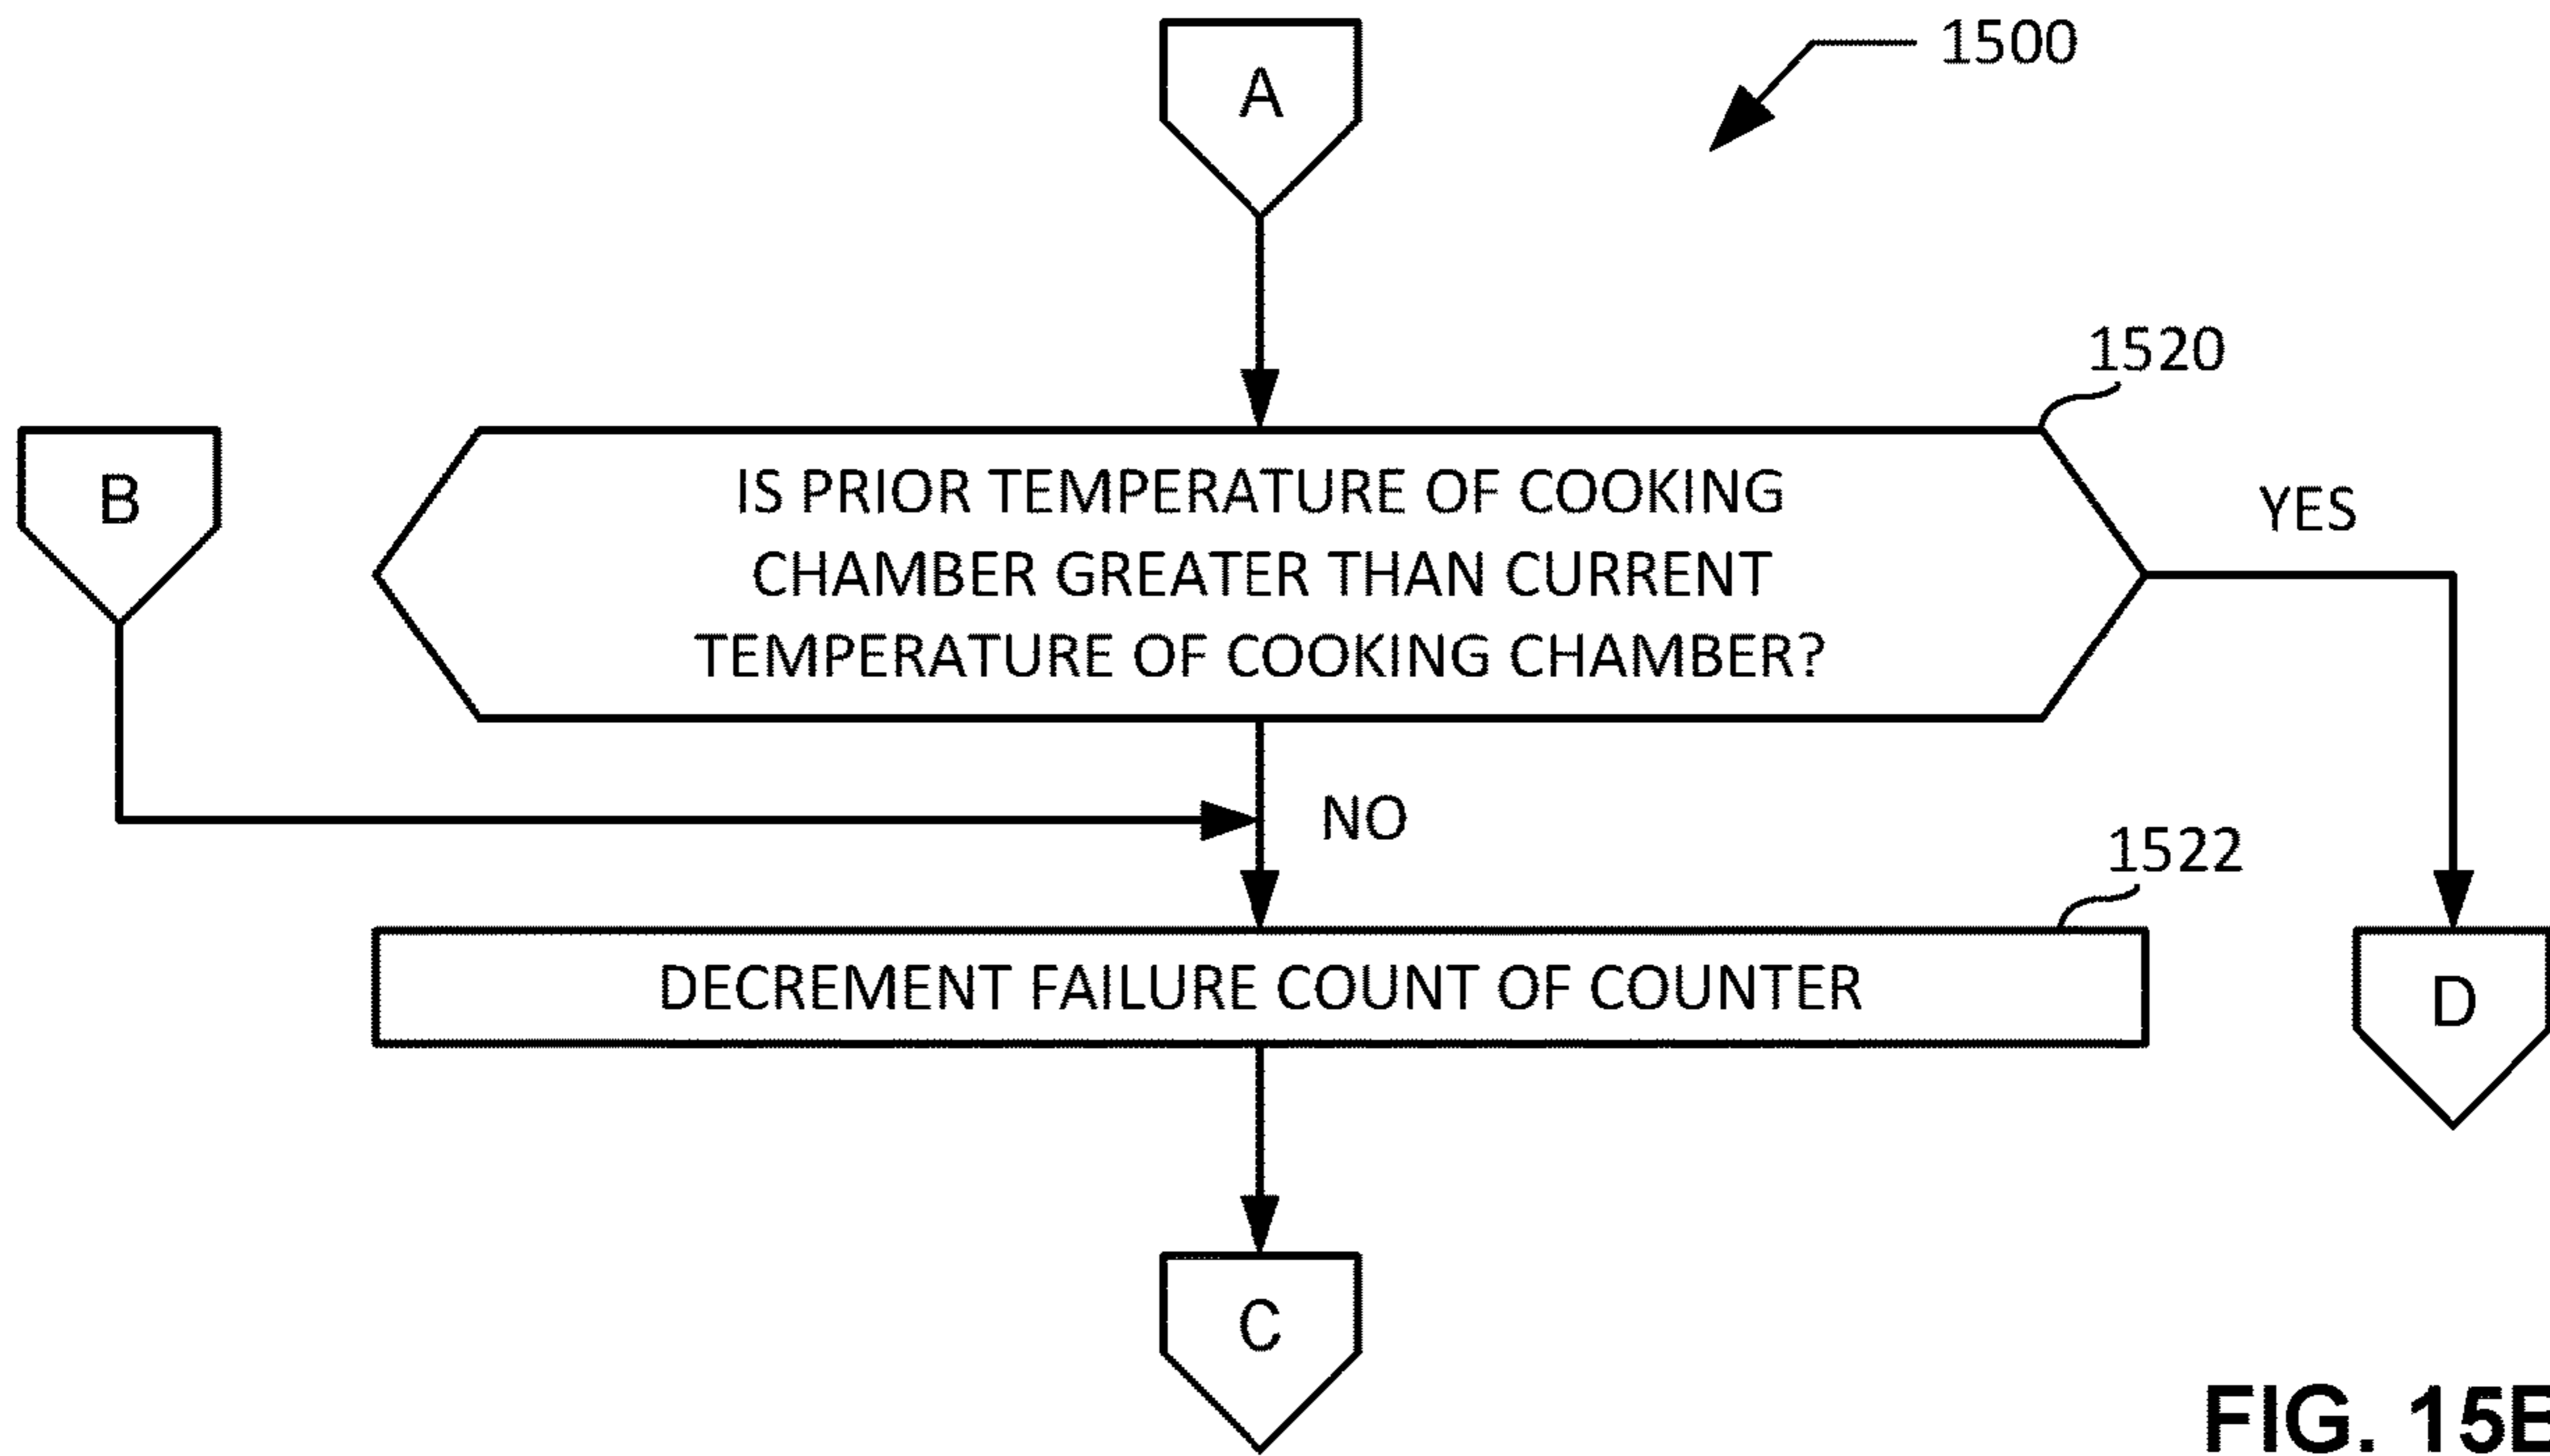 A
1500
1520
B
IS PRIOR TEMPERATURE OF COOKING
CHAMBER GREATER THAN CURRENT
TEMPERATURE OF COOKING CHAMBER?
YES
NO
1522
DECREMENT FAILURE COUNT OF COUNTER
D
C
FIG. 15B